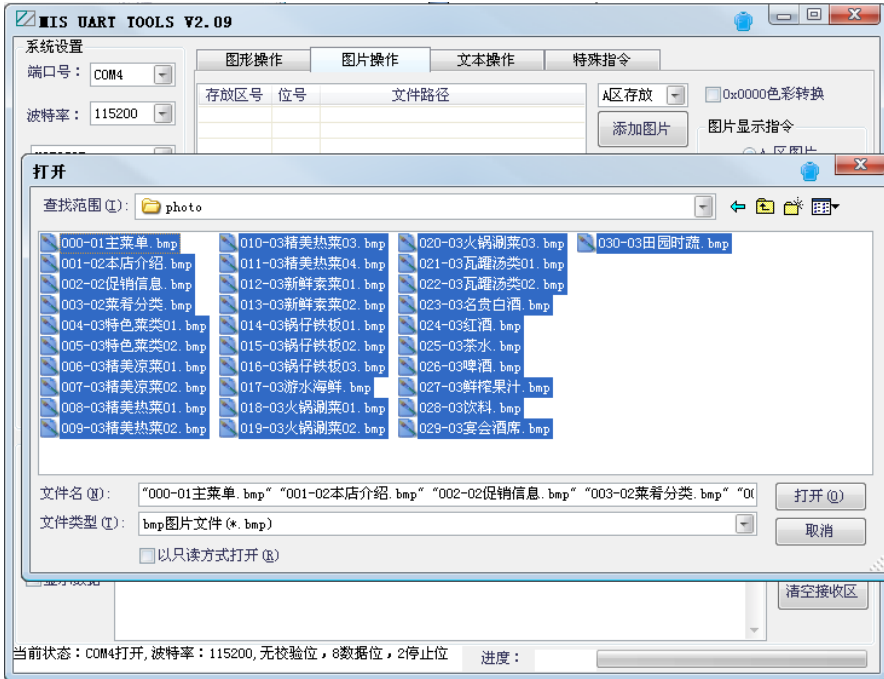 MIS UART TOOLS V2.09
系统设置
端口号： COM4
波特率： 115200
图形操作 图片操作 文本操作 特殊指令
存放区号 位号 文件路径
A区存放 0x0000色彩转换
添加图片 图片显示指令
打开
查找范围(I): photo
000-01主菜单.bmp 010-03精美热菜03.bmp 020-03火锅涮菜03.bmp 030-03田园时蔬.bmp
001-02本店介绍.bmp 011-03精美热菜04.bmp 021-03瓦罐汤类01.bmp
002-02促销信息.bmp 012-03新鲜素菜01.bmp 022-03瓦罐汤类02.bmp
003-02菜肴分类.bmp 013-03新鲜素菜02.bmp 023-03名贵白酒.bmp
004-03特色菜类01.bmp 014-03锅仔铁板01.bmp 024-03红酒.bmp
005-03特色菜类02.bmp 015-03锅仔铁板02.bmp 025-03茶水.bmp
006-03精美凉菜01.bmp 016-03锅仔铁板03.bmp 026-03啤酒.bmp
007-03精美凉菜02.bmp 017-03游水海鲜.bmp 027-03鲜榨果汁.bmp
008-03精美热菜01.bmp 018-03火锅涮菜01.bmp 028-03饮料.bmp
009-03精美热菜02.bmp 019-03火锅涮菜02.bmp 029-03宴会酒席.bmp
文件名(N): "000-01主菜单.bmp" "001-02本店介绍.bmp" "002-02促销信息.bmp" "003-02菜肴分类.bmp" "0( 打开(O)
文件类型(T): bmp图片文件(*.bmp) 取消
以只读方式打开(R)
清空接收区
当前状态：COM4打开,波特率：115200,无校验位，8数据位，2停止位 进度：